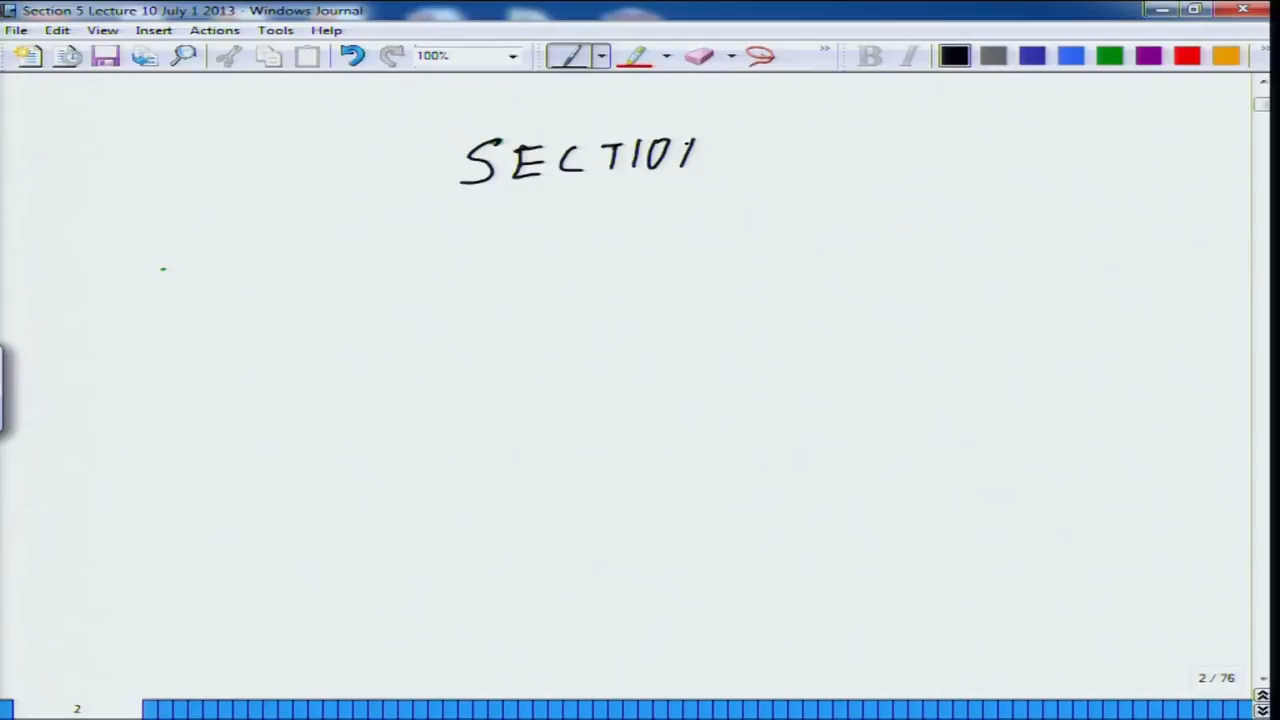 Section 5 Lecture 10 July 1 2013 - Windows Journal
File Edit View Insert Actions Tools Help
100%
B I
SECTIO
2 / 76
2